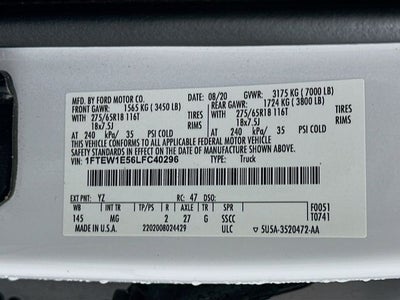 MFD. BY FORD MOTOR CO. 08/20 GVWR: 3175 KG ( 7000 LB)
FRONT GAWR: 1565 KG ( 3450 LB) REAR GAWR: 1724 KG ( 3800 LB)
WITH WITH
275/65R18 116T TIRES 275/65R18 116T TIRES
18x7.5J RIMS 18x7.5J RIMS
AT 240 kPa/ 35 PSI COLD AT 240 kPa/ 35 PSI COLD
THIS VEHICLE CONFORMS TO ALL APPLICABLE FEDERAL MOTOR VEHICLE
SAFETY STANDARDS IN EFFECT ON THE DATE OF MANUFACTURE SHOWN ABOVE.
VIN: 1FTEW1E56LFC40296 TYPE: Truck
EXT PNT: YZ RC: 47 DSO: F0051
WB INT TR TP/PS R AXLE TR SPR T0741
145 MG 2 27 G SSCC
MADE IN U.S.A. 2202008024429 ULC 5U5A-3520472-AA